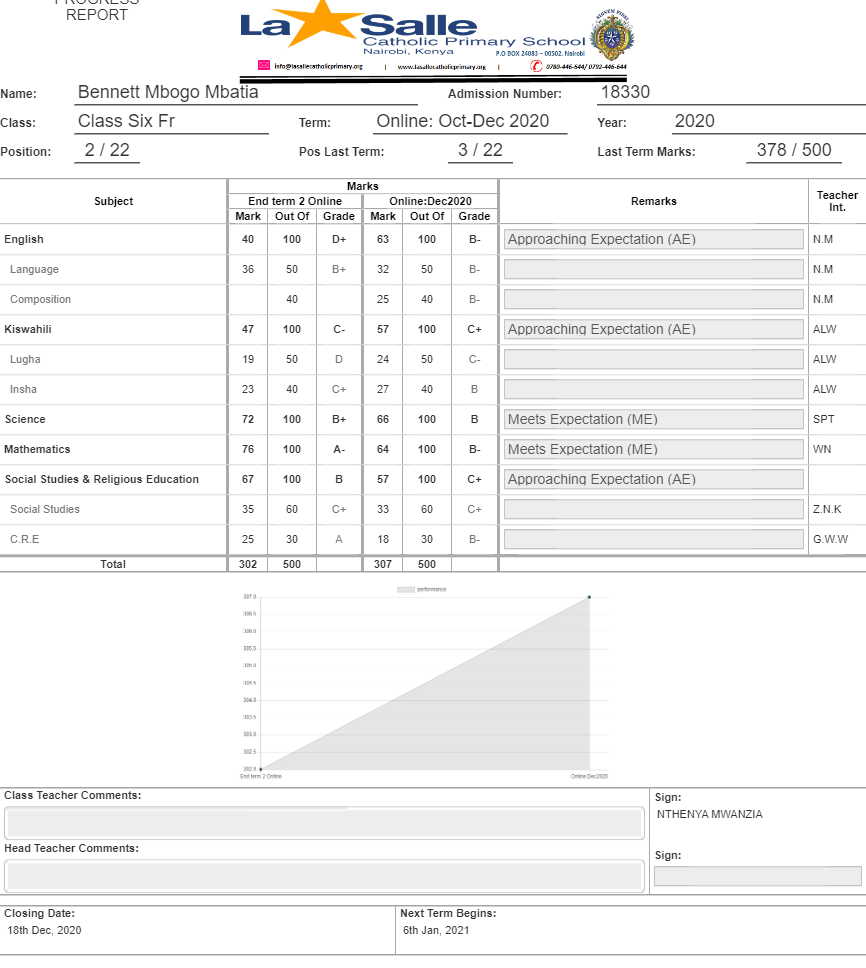 PROGRESS
REPORT
La Salle
Catholic Primary School
Nairobi, Kenya
P.O BOX 24083 – 00502. Nairobi
info@lasallecatholicprimary.org | www.lasallecatholicprimary.org | 0780-446-644/ 0792-446-644
Name: Bennett Mbogo Mbatia Admission Number: 18330
Class: Class Six Fr Term: Online: Oct-Dec 2020 Year: 2020
Position: 2 / 22 Pos Last Term: 3 / 22 Last Term Marks: 378 / 500
Subject Marks Remarks Teacher Int.
End term 2 Online Online:Dec2020
Mark Out Of Grade Mark Out Of Grade
English 40 100 D+ 63 100 B- Approaching Expectation (AE) N.M
Language 36 50 B+ 32 50 B- N.M
Composition 40 25 40 B- N.M
Kiswahili 47 100 C- 57 100 C+ Approaching Expectation (AE) ALW
Lugha 19 50 D 24 50 C- ALW
Insha 23 40 C+ 27 40 B ALW
Science 72 100 B+ 66 100 B Meets Expectation (ME) SPT
Mathematics 76 100 A- 64 100 B- Meets Expectation (ME) WN
Social Studies & Religious Education 67 100 B 57 100 C+ Approaching Expectation (AE)
Social Studies 35 60 C+ 33 60 C+ Z.N.K
C.R.E 25 30 A 18 30 B- G.W.W
Total 302 500 307 500
performance
307.0
306.5
306.0
305.5
305.0
304.5
304.0
303.5
303.0
302.5
302.0
End term 2 Online Online:Dec2020
Class Teacher Comments: Sign:
NTHENYA MWANZIA
Head Teacher Comments:
Sign:
Closing Date: Next Term Begins:
18th Dec, 2020 6th Jan, 2021